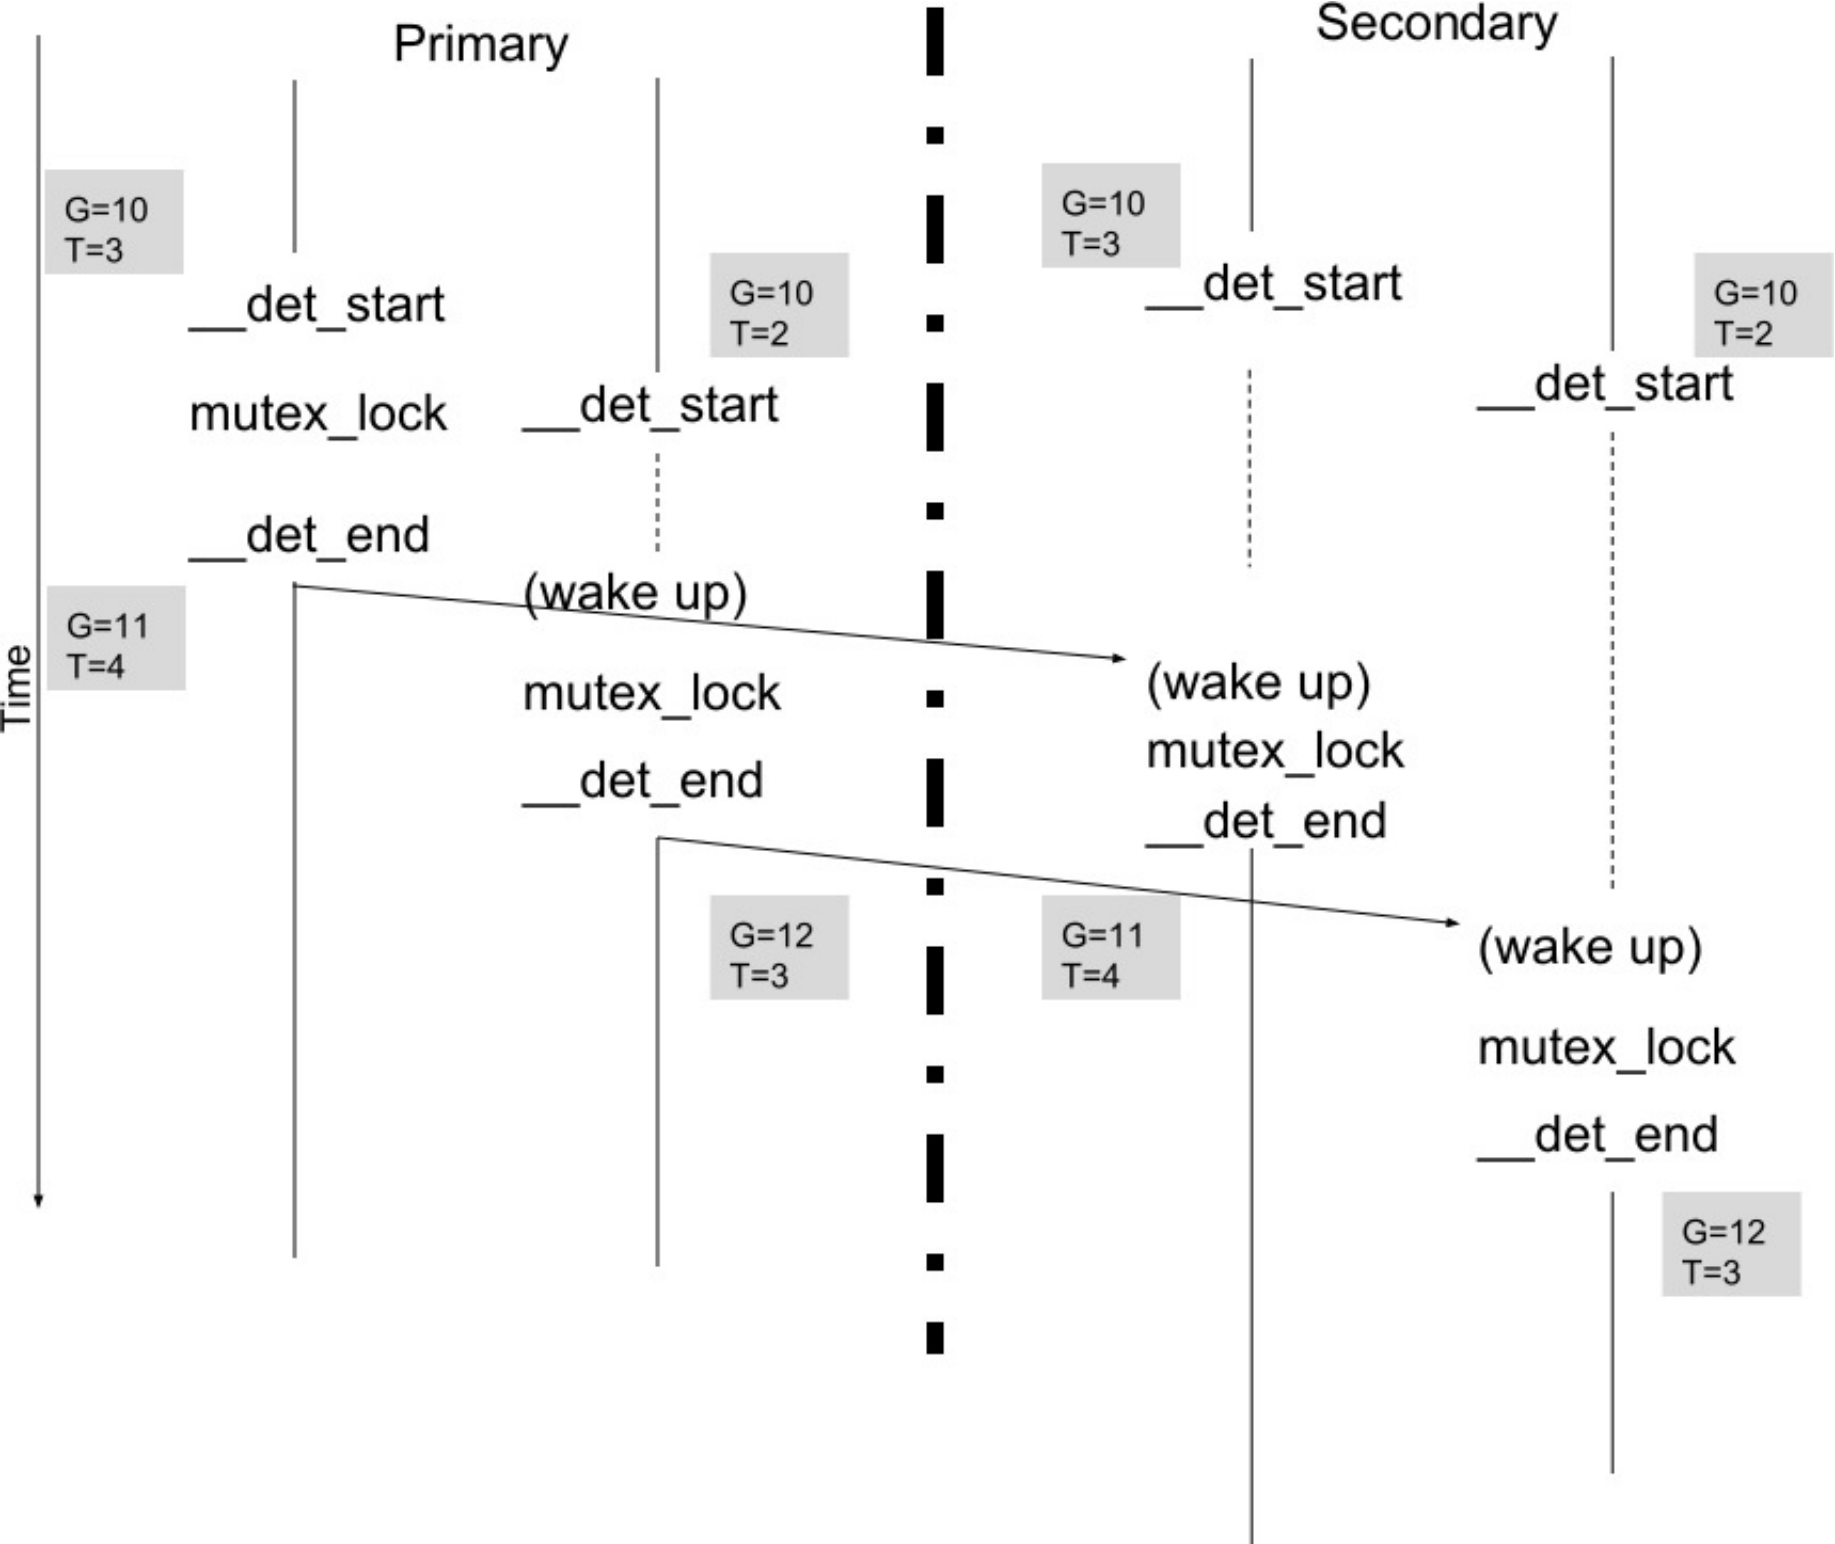 Primary
Secondary
G=10
T=3
__det_start
mutex_lock
__det_end
G=11
T=4
Time
G=10
T=2
__det_start
(wake up)
mutex_lock
__det_end
G=12
T=3
G=10
T=3
__det_start
(wake up)
mutex_lock
__det_end
G=11
T=4
G=10
T=2
__det_start
(wake up)
mutex_lock
__det_end
G=12
T=3